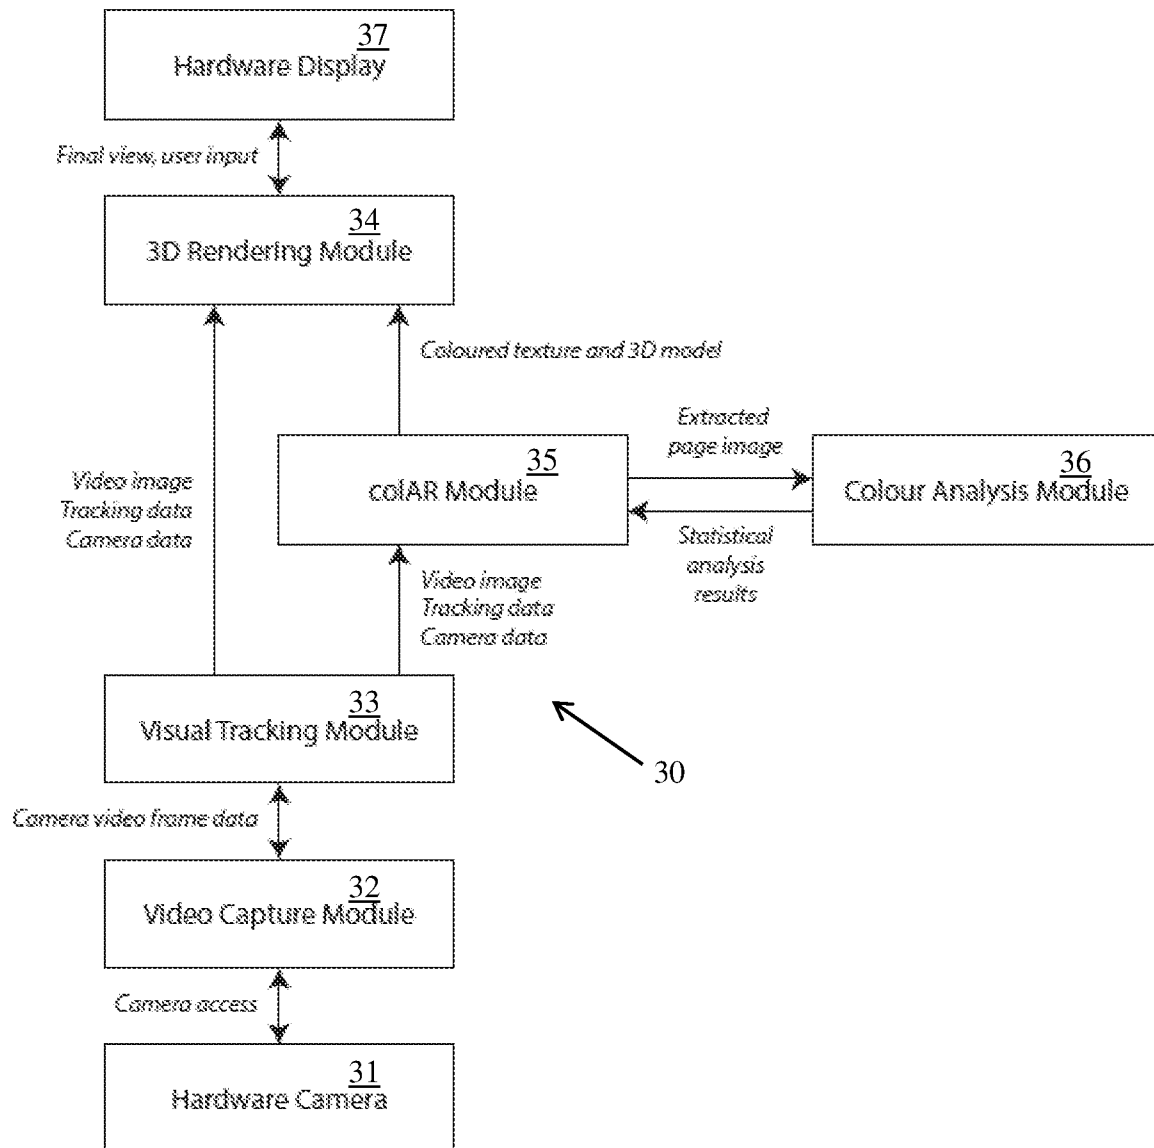 37
Hardware Display
Final view, user input
34
3D Rendering Module
Coloured texture and 3D model
Extracted
page image
35
colAR Module
36
Colour Analysis Module
Video image
Tracking data
Camera data
Statistical
analysis
results
Video image
Tracking data
Camera data
33
Visual Tracking Module
30
Camera video frame data
32
Video Capture Module
Camera access
31
Hardware Camera